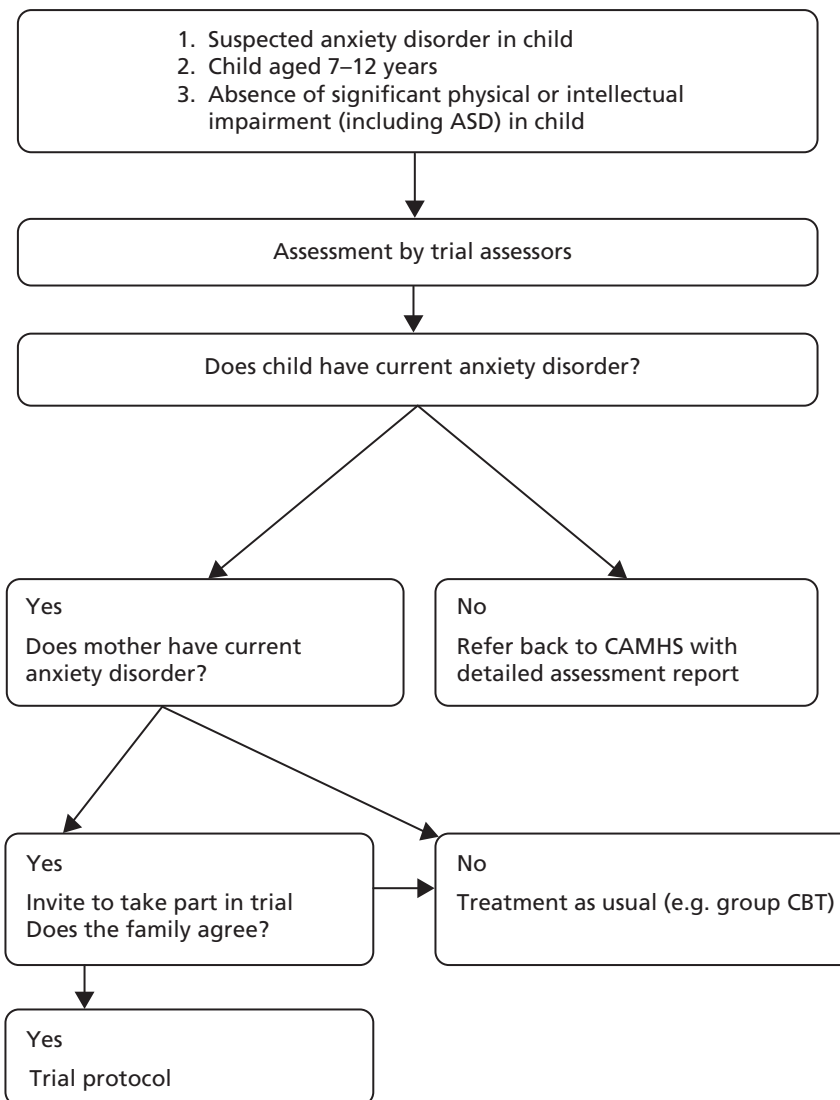 1. Suspected anxiety disorder in child
2. Child aged 7–12 years
3. Absence of significant physical or intellectual
impairment (including ASD) in child
Assessment by trial assessors
Does child have current anxiety disorder?
Yes
Does mother have current
anxiety disorder?
No
Refer back to CAMHS with
detailed assessment report
Yes
Invite to take part in trial
Does the family agree?
No
Treatment as usual (e.g. group CBT)
Yes
Trial protocol